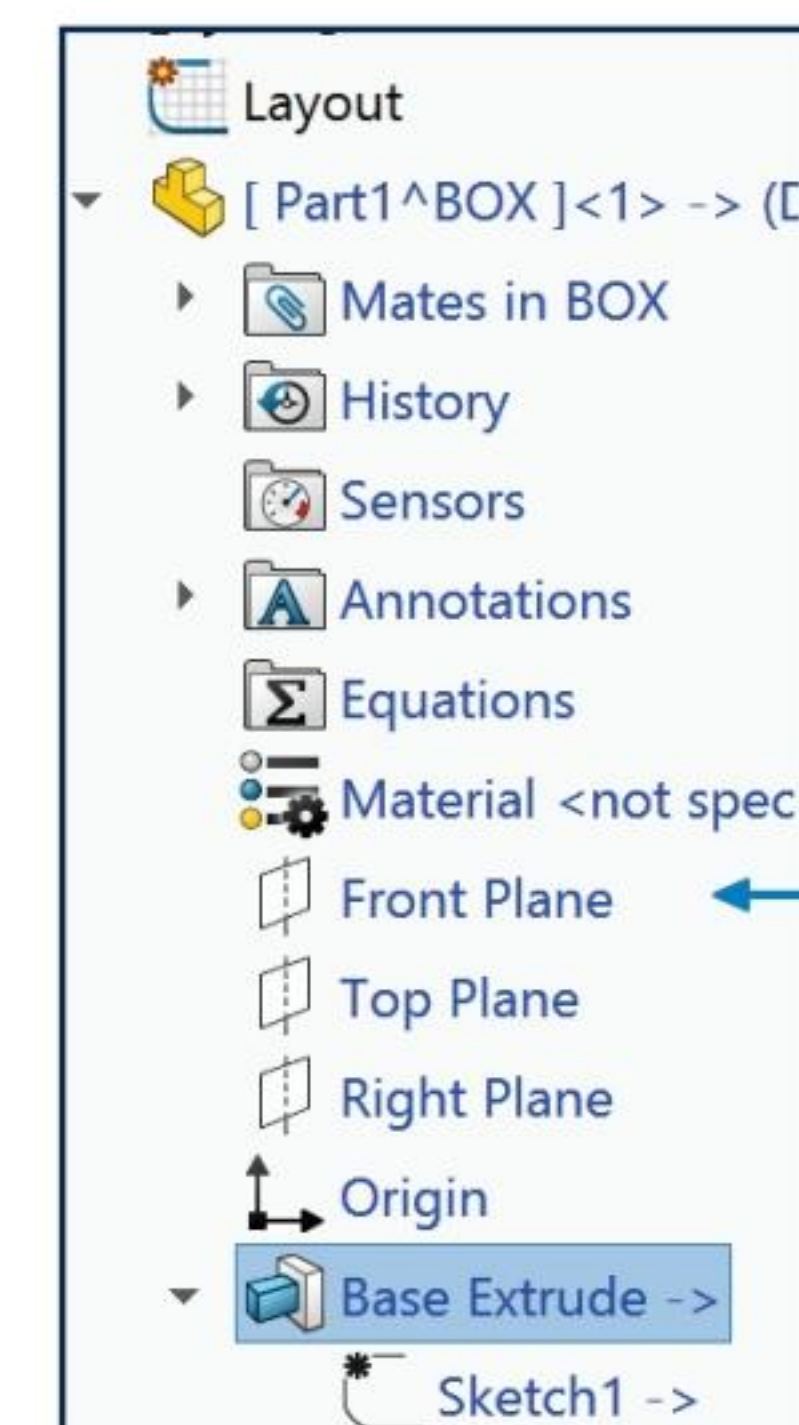 Layout
[ Part1^BOX ]<1> -> (D
Mates in BOX
History
Sensors
Annotations
Equations
Material <not spec
Front Plane
Top Plane
Right Plane
Origin
Base Extrude ->
Sketch1 ->